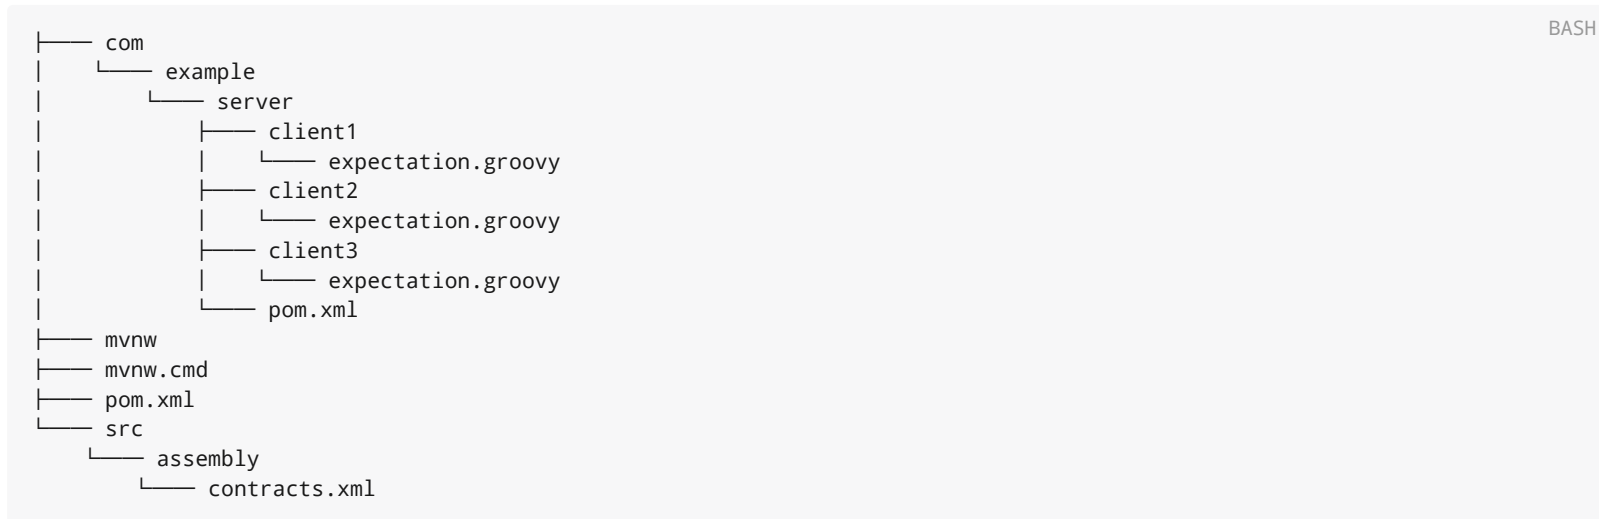 BASH
├── com
│   └── example
│       └── server
│           ├── client1
│           │   └── expectation.groovy
│           ├── client2
│           │   └── expectation.groovy
│           ├── client3
│           │   └── expectation.groovy
│           └── pom.xml
├── mvnw
├── mvnw.cmd
├── pom.xml
└── src
    └── assembly
        └── contracts.xml